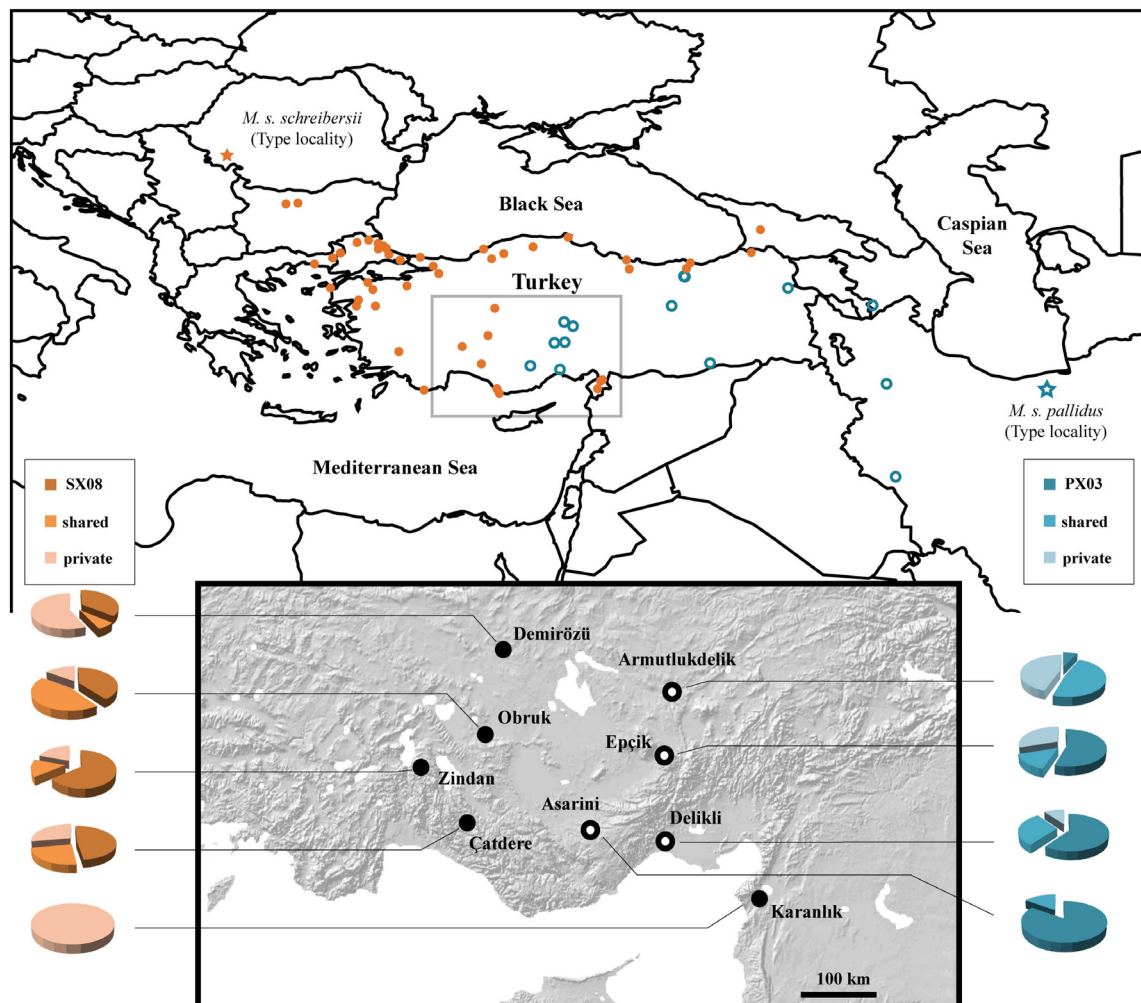 M. s. schreibersii
(Type locality)
Black Sea
Caspian
Sea
Turkey
M. s. pallidus
(Type locality)
Mediterranean Sea
SX08
shared
private
PX03
shared
private
Demirözü
Armutlukdelik
Obruk
Epçik
Zindan
Asarini
Delikli
Çatdere
Karanlık
100 km